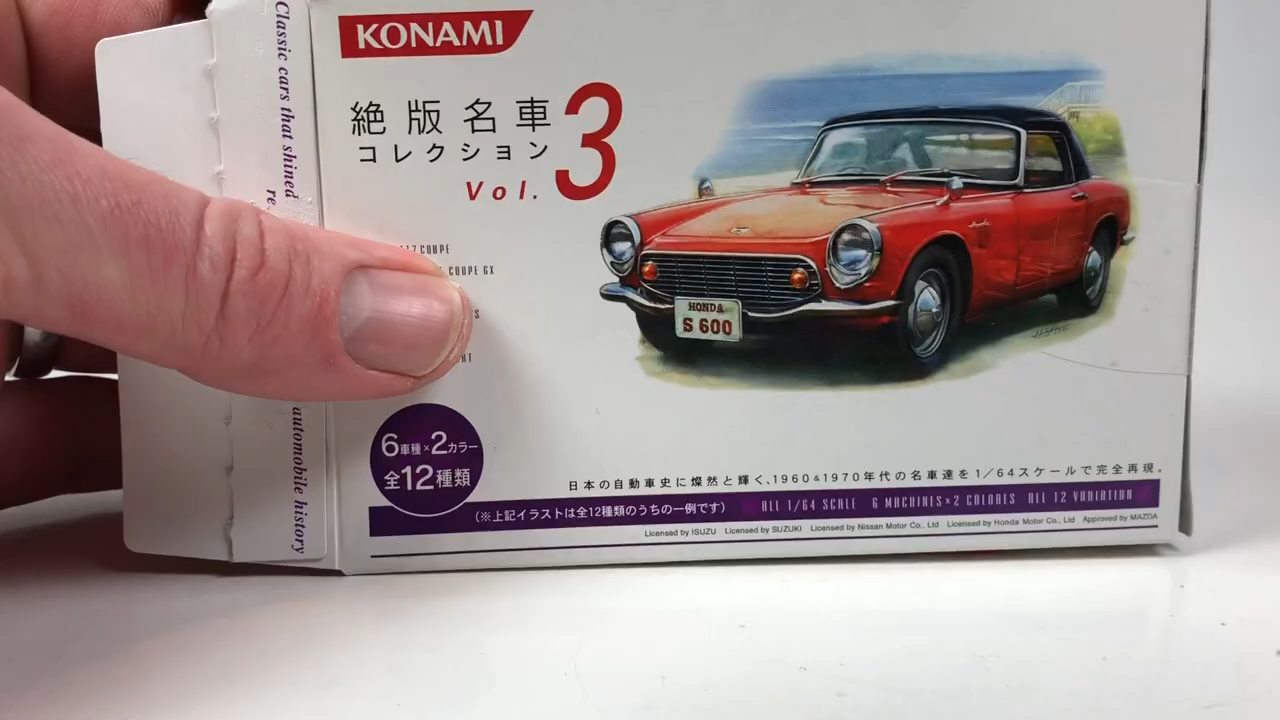 KONAMI
絶版名車
コレクション
Vol. 3
COUPE
COUPE GX
HONDA
S 600
6車種×2カラー
全12種類
日本の自動車史に燦然と輝く、1960&1970年代の名車達を1/64スケールで完全再現。
(※上記イラストは全12種類のうちの一例です)
ALL 1/64 SCALE 6 MACHINES×2 COLORES ALL 12 VARIATION
Licensed by ISUZU Licensed by SUZUKI Licensed by Nissan Motor Co., Ltd Licensed by Honda Motor Co., Ltd Approved by MAZDA
Classic cars that shined
automobile history